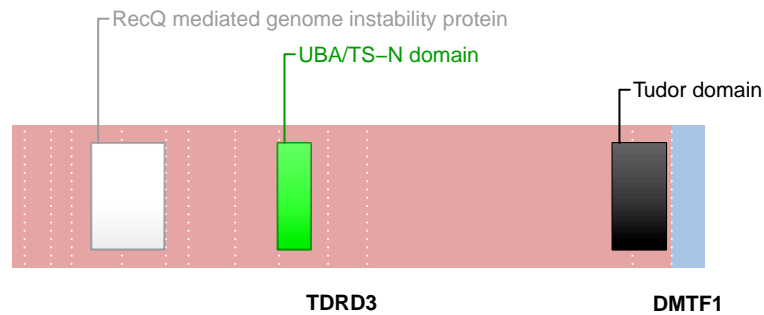 RecQ mediated genome instability protein
UBA/TS−N domain
Tudor domain
TDRD3
DMTF1